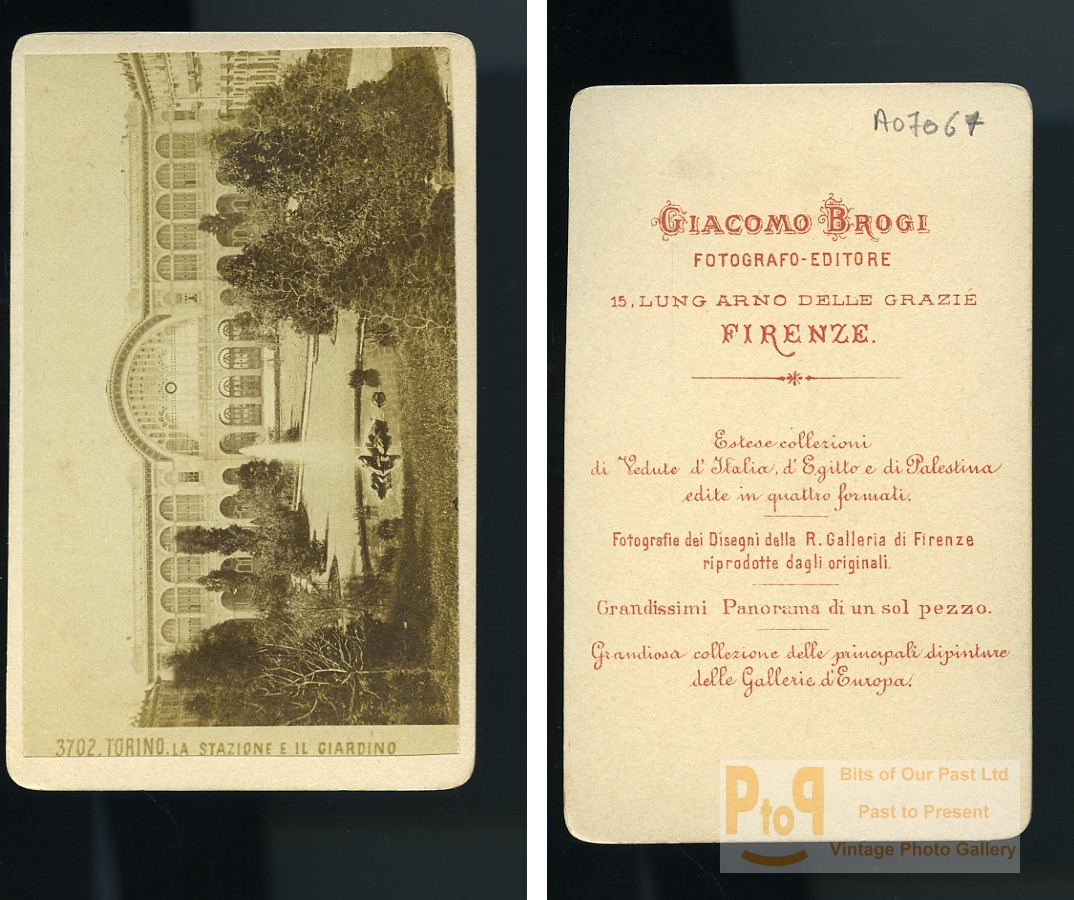 3702. TORINO. LA STAZIONE E IL GIARDINO
A07067
GIACOMO BROGI
FOTOGRAFO-EDITORE
15, LUNG ARNO DELLE GRAZIE
FIRENZE.
Estese collezioni
di Vedute d'Italia, d'Egitto e di Palestina
edite in quattro formati.
Fotografie dei Disegni della R. Galleria di Firenze
riprodotte dagli originali.
Grandissimi Panorama di un sol pezzo.
Grandiosa collezione delle principali dipinture
delle Gallerie d'Europa.
PtoP
Bits of Our Past Ltd
Past to Present
Vintage Photo Gallery